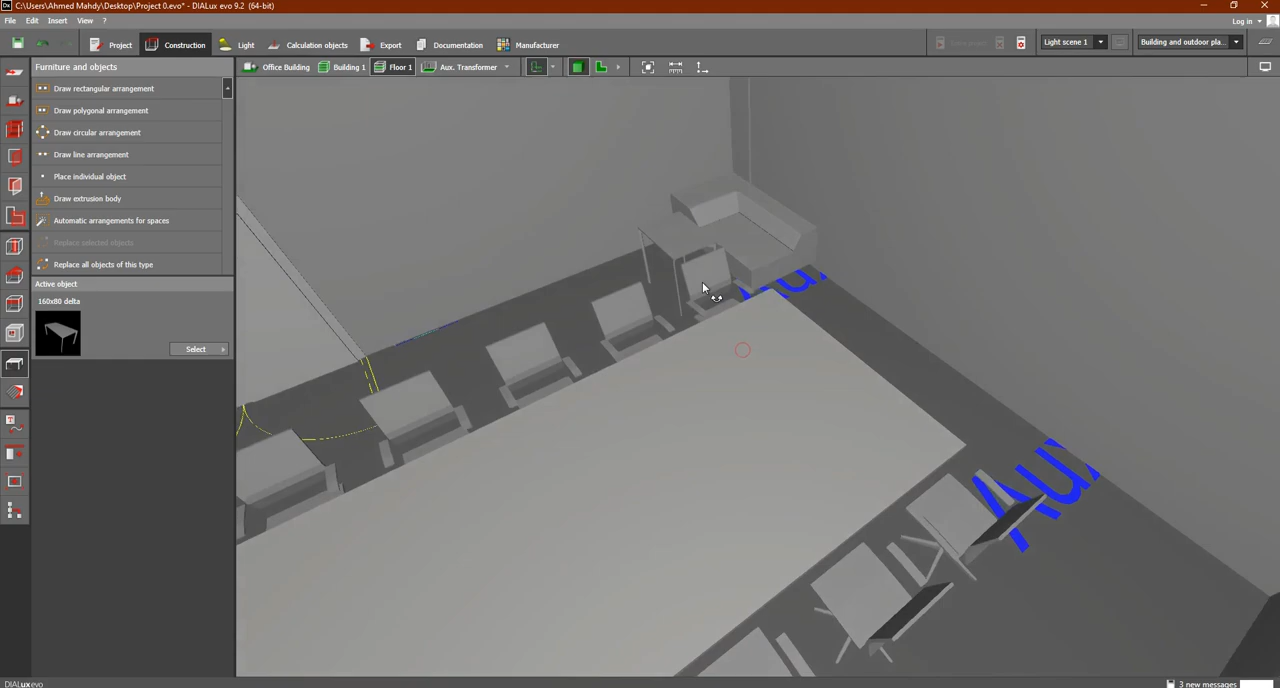 C:\Users\Ahmed Mahdy\Desktop\Project 0.evo* - DIALux evo 9.2 (64-bit)
File Edit Insert View ?
Log in
Project Construction Light Calculation objects Export Documentation Manufacturer
Light scene 1 Building and outdoor pla...
Furniture and objects
Office Building Building 1 Floor 1 Aux. Transformer
Draw rectangular arrangement
Draw polygonal arrangement
Draw circular arrangement
Draw line arrangement
Place individual object
Draw extrusion body
Automatic arrangements for spaces
Replace selected objects
Replace all objects of this type
Active object
160x80 delta
Select
DIALux evo
3 new messages